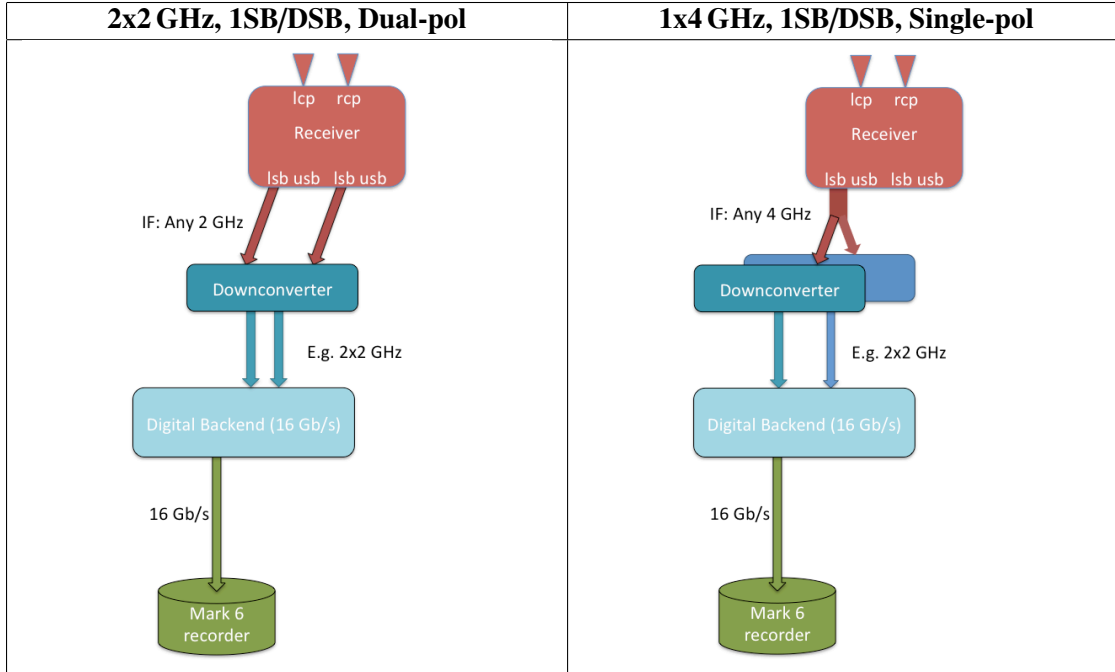 2x2 GHz, 1SB/DSB, Dual-pol
lcp rcp
Receiver
lsb usb lsb usb
IF: Any 2 GHz
Downconverter
E.g. 2x2 GHz
Digital Backend (16 Gb/s)
16 Gb/s
Mark 6
recorder
1x4 GHz, 1SB/DSB, Single-pol
lcp rcp
Receiver
lsb usb lsb usb
IF: Any 4 GHz
Downconverter
E.g. 2x2 GHz
Digital Backend (16 Gb/s)
16 Gb/s
Mark 6
recorder